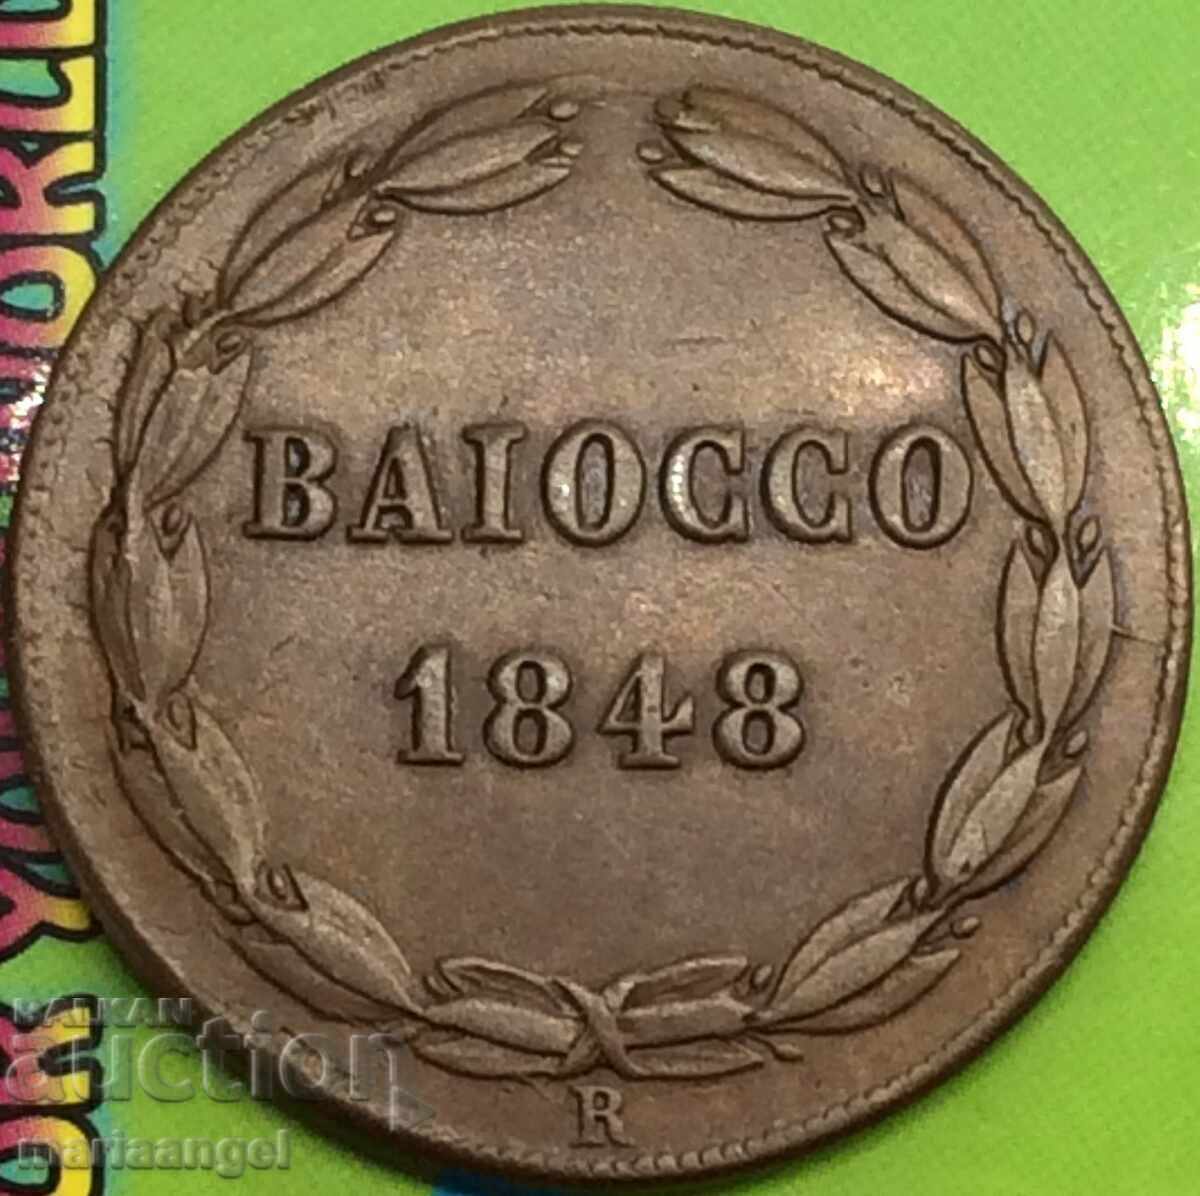 BAIOCCO
1848
R
BALKAN
auction
mariaangel